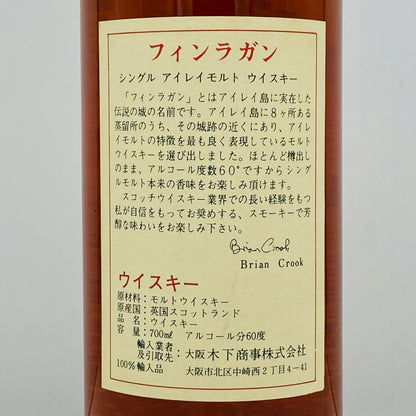 フィンラガン
シングル アイレイモルト ウイスキー
「フィンラガン」とはアイレイ島に実在した
伝説の城の名前です。アイレイ島に8ヶ所ある
蒸留所のうち、その城跡の近くにあり、アイレ
イモルトの特徴を最も良く表現しているモルト
ウイスキーを選び出しました。ほとんど樽出し
のまま、アルコール度数60°ですからシング
ルモルト本来の香味をお楽しみ頂けます。
スコッチウイスキー業界での長い経験をもつ
私が自信をもってお奨めする、スモーキーで芳
醇な味わいをお楽しみ下さい。
Brian Crook
Brian Crook
ウイスキー
原材料：モルトウイスキー
原産国：英国スコットランド
品名：ウイスキー
容量：700㎖ アルコール分60度
輸入業者及引取先：大阪 木下商事株式会社
100%輸入品 大阪市北区中崎西2丁目4-41